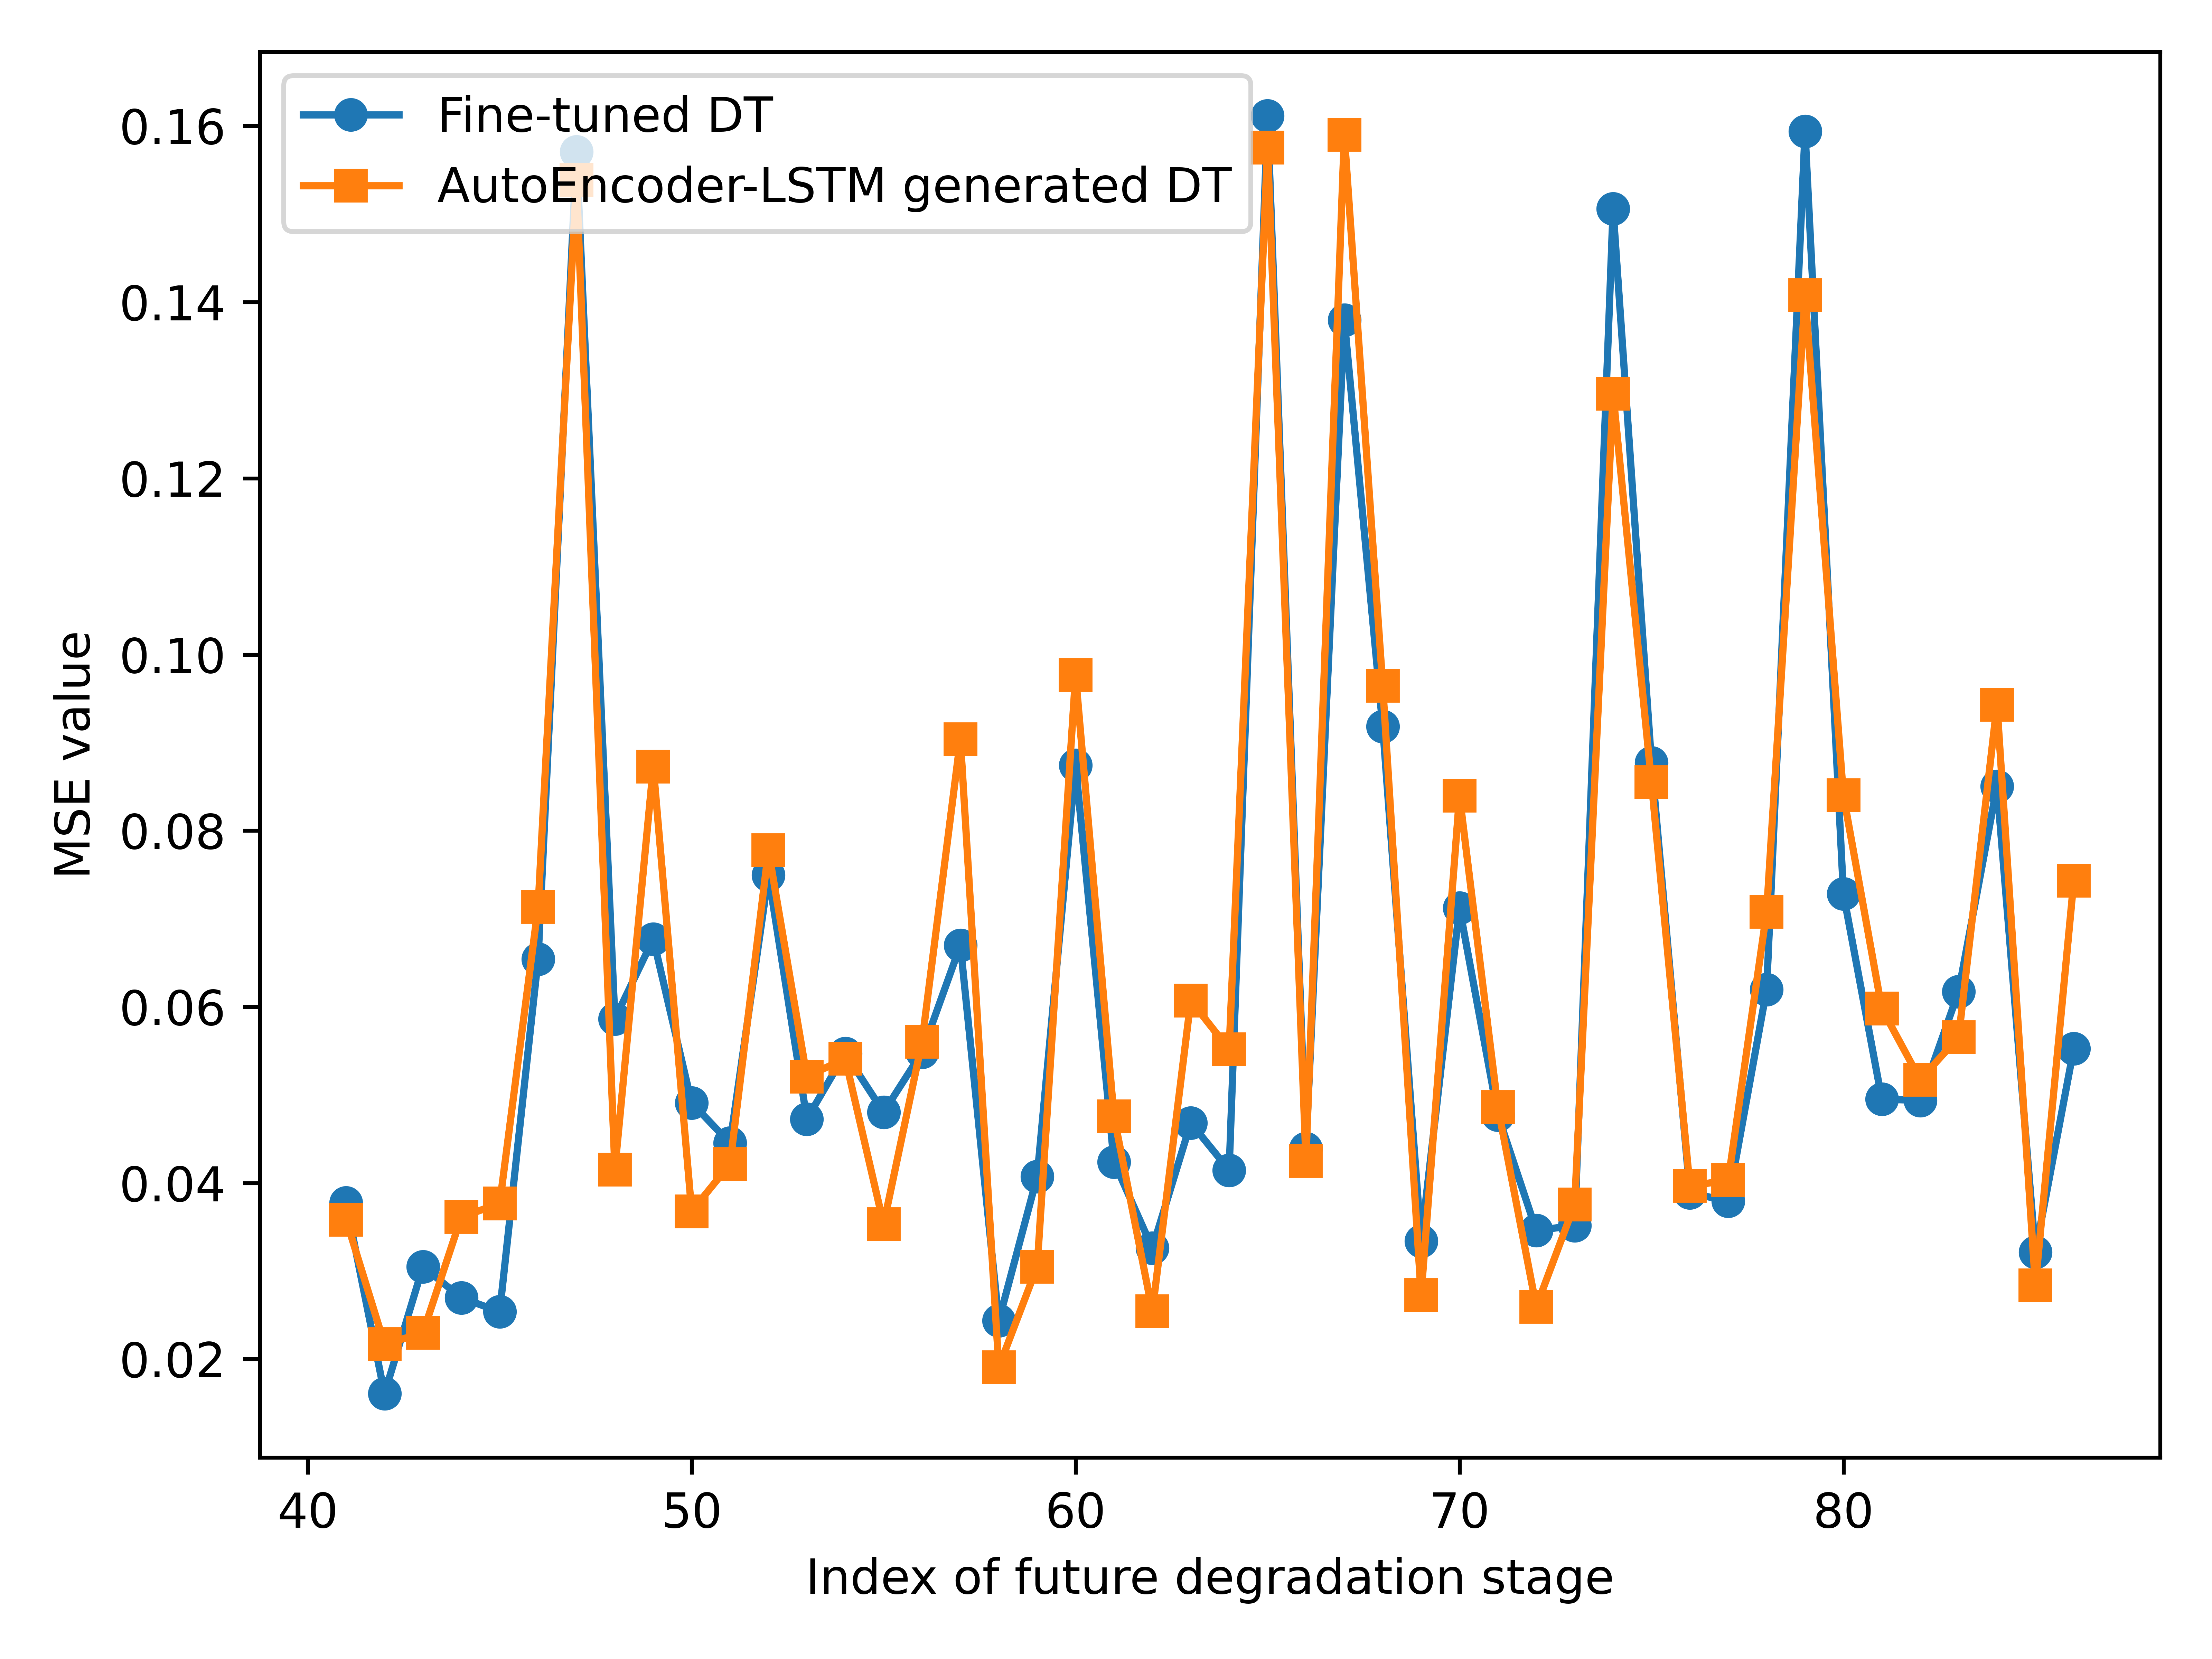 Fine-tuned DT
AutoEncoder-LSTM generated DT
0.16
0.14
0.12
0.10
0.08
0.06
0.04
0.02
MSE value
40 50 60 70 80
Index of future degradation stage